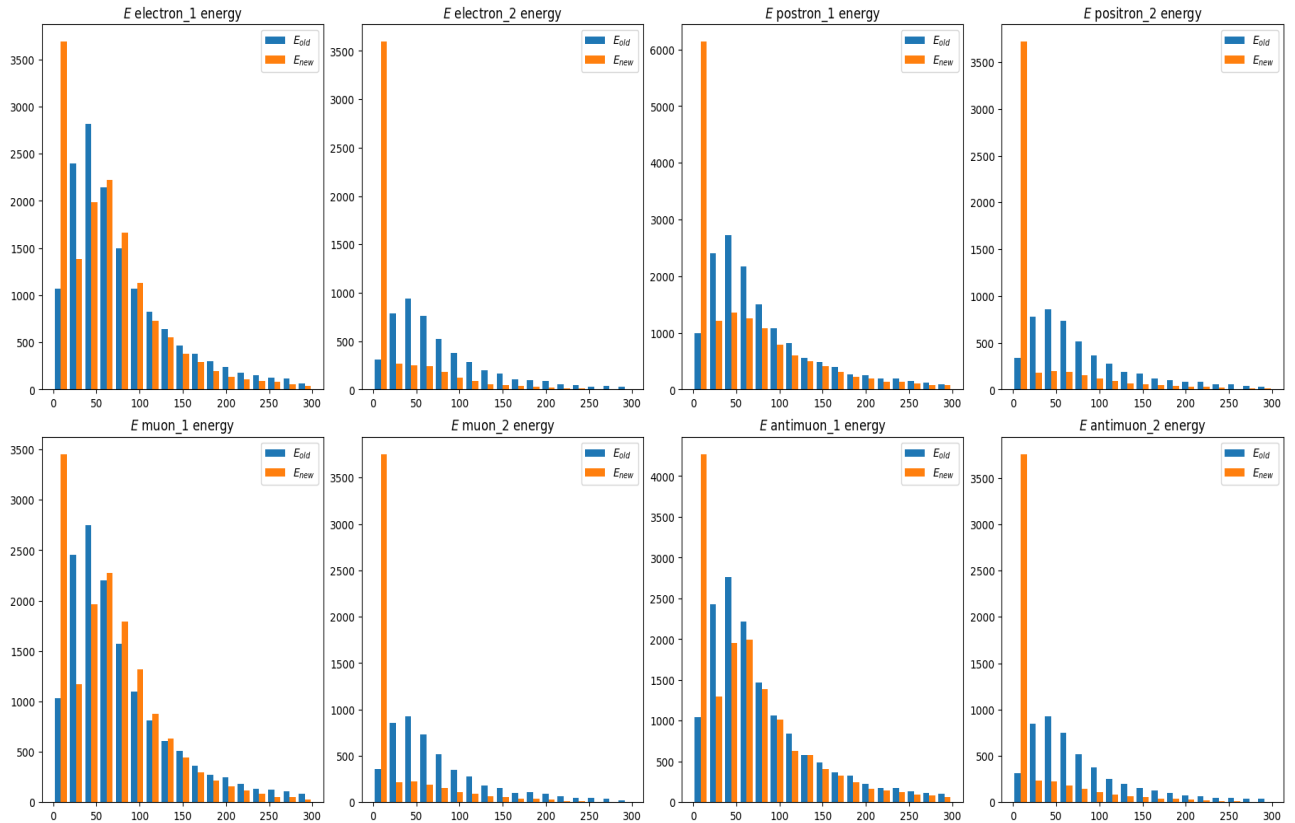 E electron_1 energy
E_old
E_new
3500
3000
2500
2000
1500
1000
500
0
0 50 100 150 200 250 300
E electron_2 energy
E_old
E_new
3500
3000
2500
2000
1500
1000
500
0
0 50 100 150 200 250 300
E postron_1 energy
E_old
E_new
6000
5000
4000
3000
2000
1000
0
0 50 100 150 200 250 300
E positron_2 energy
E_old
E_new
3500
3000
2500
2000
1500
1000
500
0
0 50 100 150 200 250 300
E muon_1 energy
E_old
E_new
3500
3000
2500
2000
1500
1000
500
0
0 50 100 150 200 250 300
E muon_2 energy
E_old
E_new
3500
3000
2500
2000
1500
1000
500
0
0 50 100 150 200 250 300
E antimuon_1 energy
E_old
E_new
4000
3500
3000
2500
2000
1500
1000
500
0
0 50 100 150 200 250 300
E antimuon_2 energy
E_old
E_new
3500
3000
2500
2000
1500
1000
500
0
0 50 100 150 200 250 300